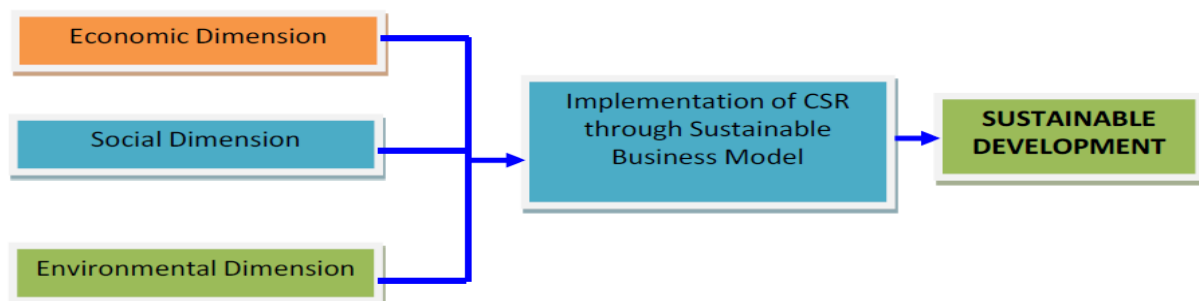 Economic Dimension
Social Dimension
Environmental Dimension
Implementation of CSR
through Sustainable
Business Model
SUSTAINABLE
DEVELOPMENT